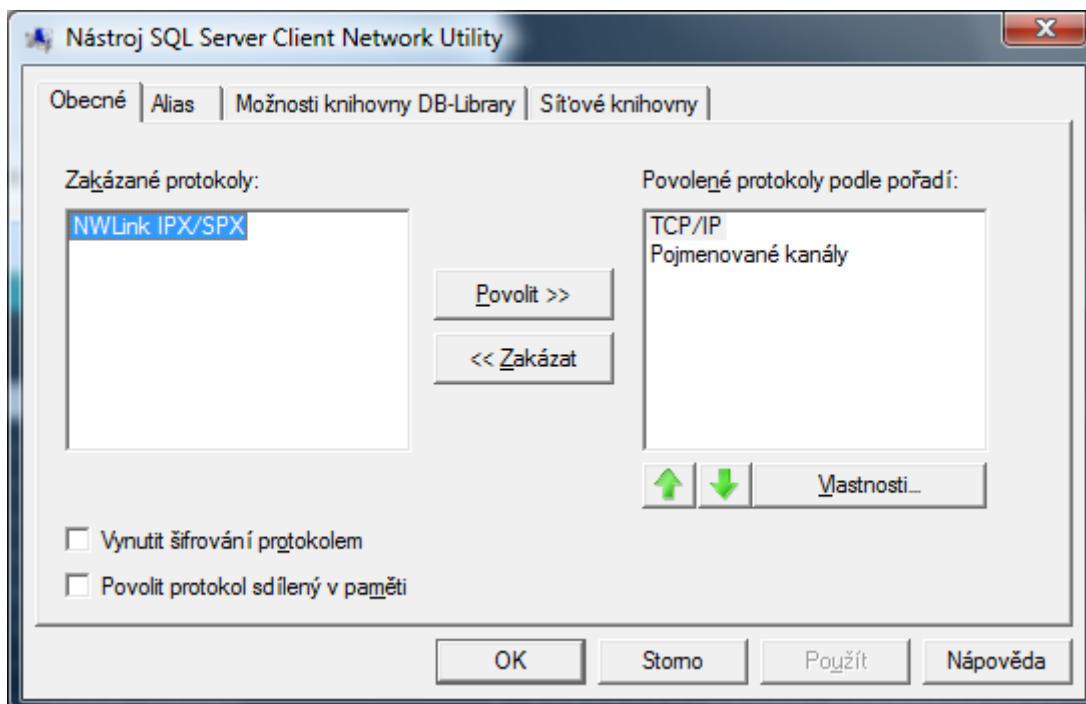 Nástroj SQL Server Client Network Utility
Obecné
Alias
Možnosti knihovny DB-Library
Síťové knihovny
Zakázané protokoly:
NWLink IPX/SPX
Povolit >>
<< Zakázat
Povolené protokoly podle pořadí:
TCP/IP
Pojmenované kanály
Vlastnosti...
Vynutit šifrování protokolem
Povolit protokol sdílený v paměti
OK
Storno
Použít
Nápověda